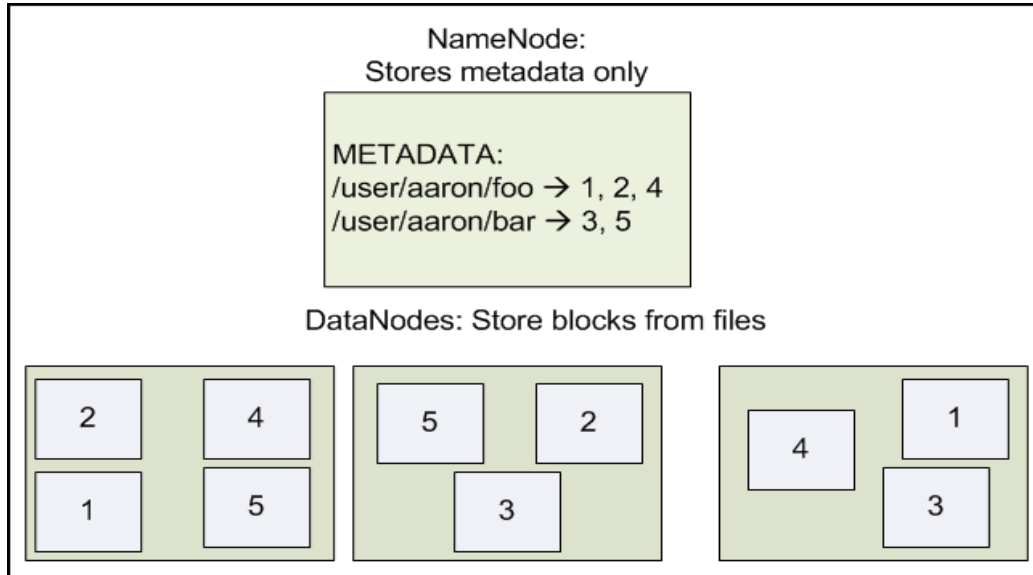 NameNode:
Stores metadata only
METADATA:
/user/aaron/foo → 1, 2, 4
/user/aaron/bar → 3, 5
DataNodes: Store blocks from files
2
4
1
5
5
2
3
4
1
3